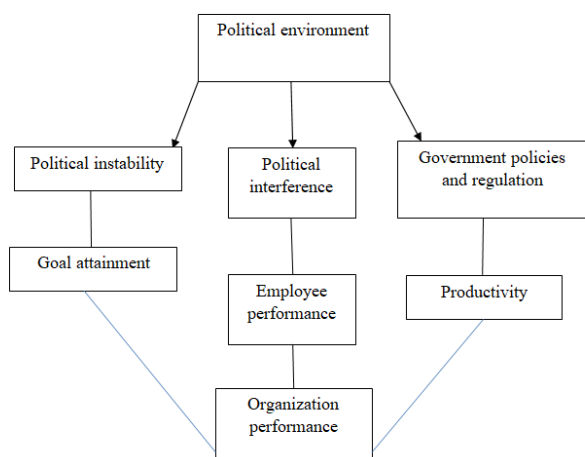 Political environment
Political instability
Political
interference
Government policies
and regulation
Goal attainment
Employee
performance
Productivity
Organization
performance